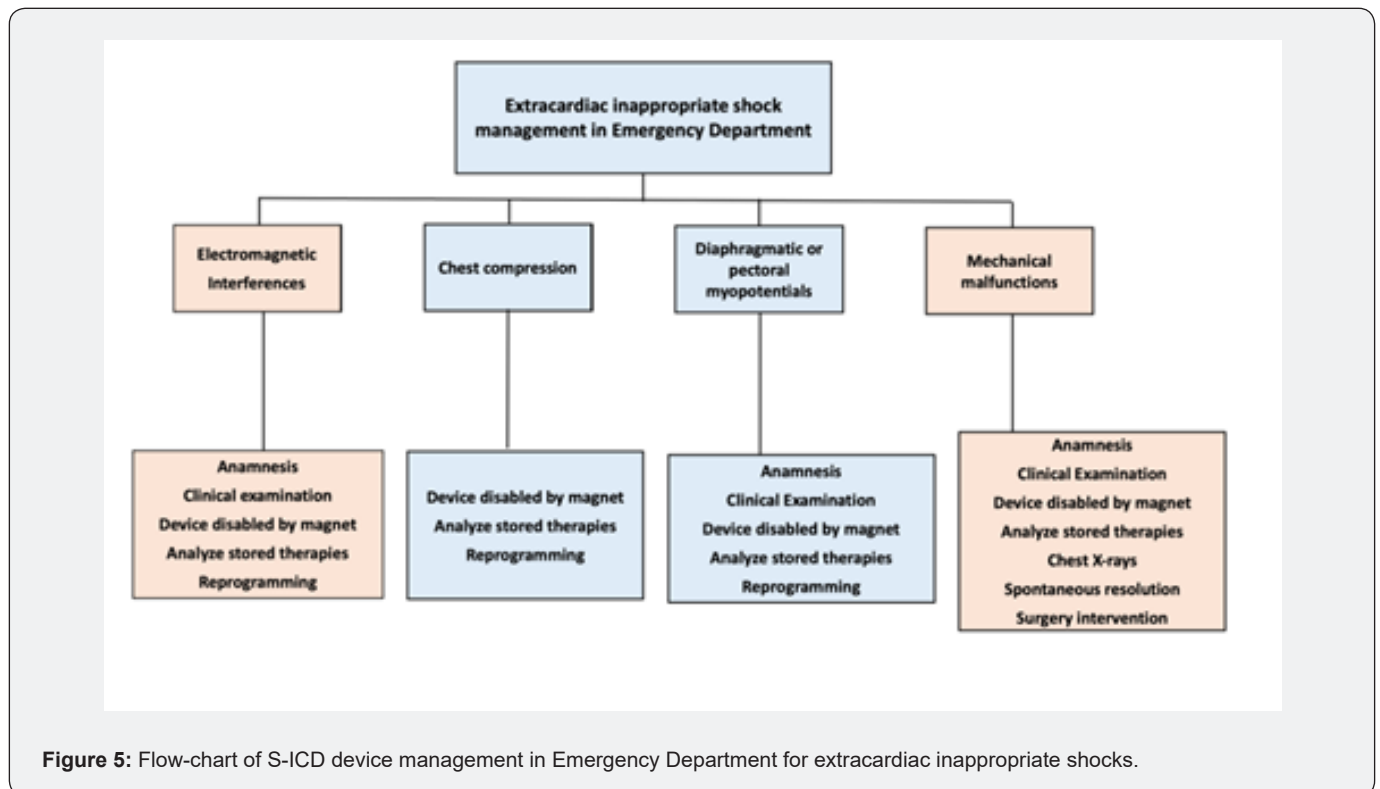 Extracardiac inappropriate shock
management in Emergency Department
Electromagnetic
Interferences
Chest compression
Diaphragmatic or
pectoral
myopotentials
Mechanical
malfunctions
Anamnesis
Clinical examination
Device disabled by magnet
Analyze stored therapies
Reprogramming
Device disabled by magnet
Analyze stored therapies
Reprogramming
Anamnesis
Clinical Examination
Device disabled by magnet
Analyze stored therapies
Reprogramming
Anamnesis
Clinical Examination
Device disabled by magnet
Analyze stored therapies
Chest X-rays
Spontaneous resolution
Surgery intervention
Figure 5: Flow-chart of S-ICD device management in Emergency Department for extracardiac inappropriate shocks.